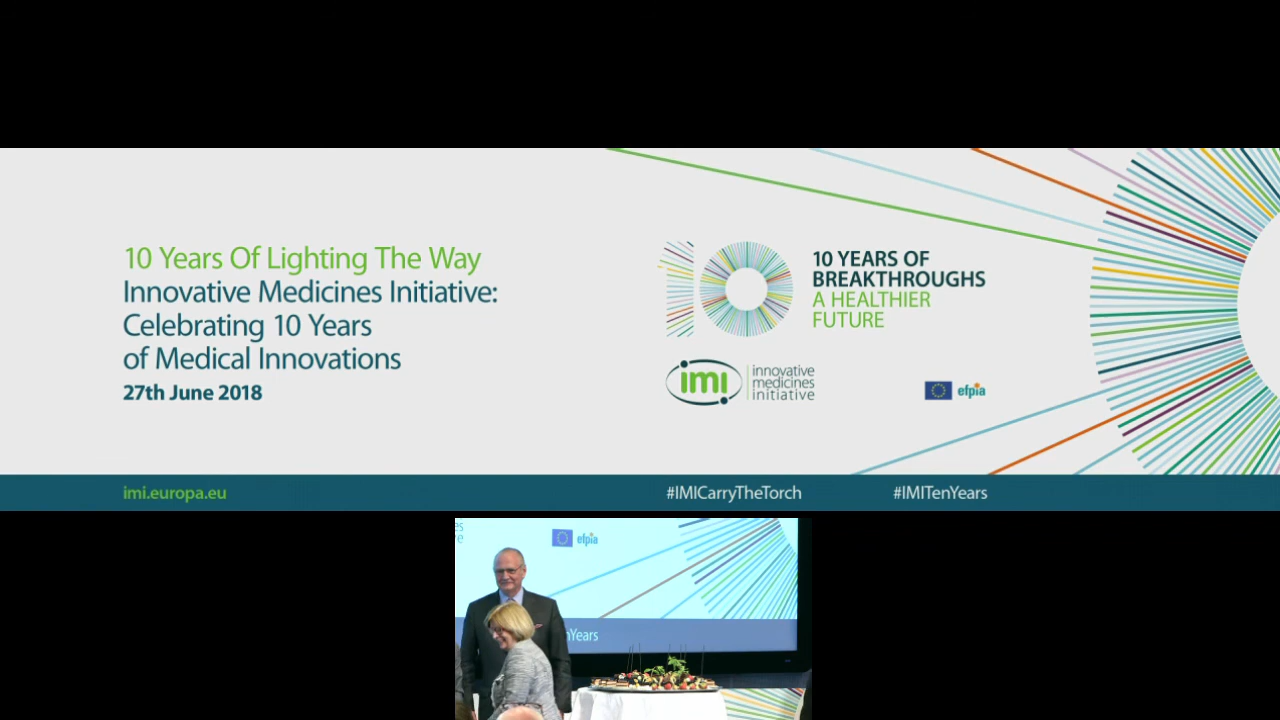 10 Years Of Lighting The Way
Innovative Medicines Initiative:
Celebrating 10 Years
of Medical Innovations
27th June 2018
10 YEARS OF
BREAKTHROUGHS
A HEALTHIER
FUTURE
imi
innovative
medicines
initiative
efpia
imi.europa.eu
#IMICarryTheTorch
#IMITenYears
efpia
nYears